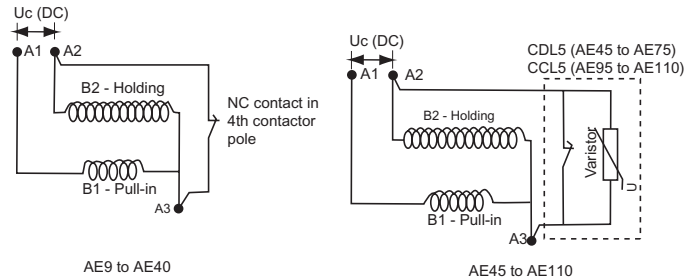 Uc (DC)
A1 A2
B2 - Holding
NC contact in
4th contactor
pole
B1 - Pull-in
A3
AE9 to AE40
Uc (DC)
A1 A2
CDL5 (AE45 to AE75)
CCL5 (AE95 to AE110)
B2 - Holding
Varistor
U
B1 - Pull-in
A3
AE45 to AE110